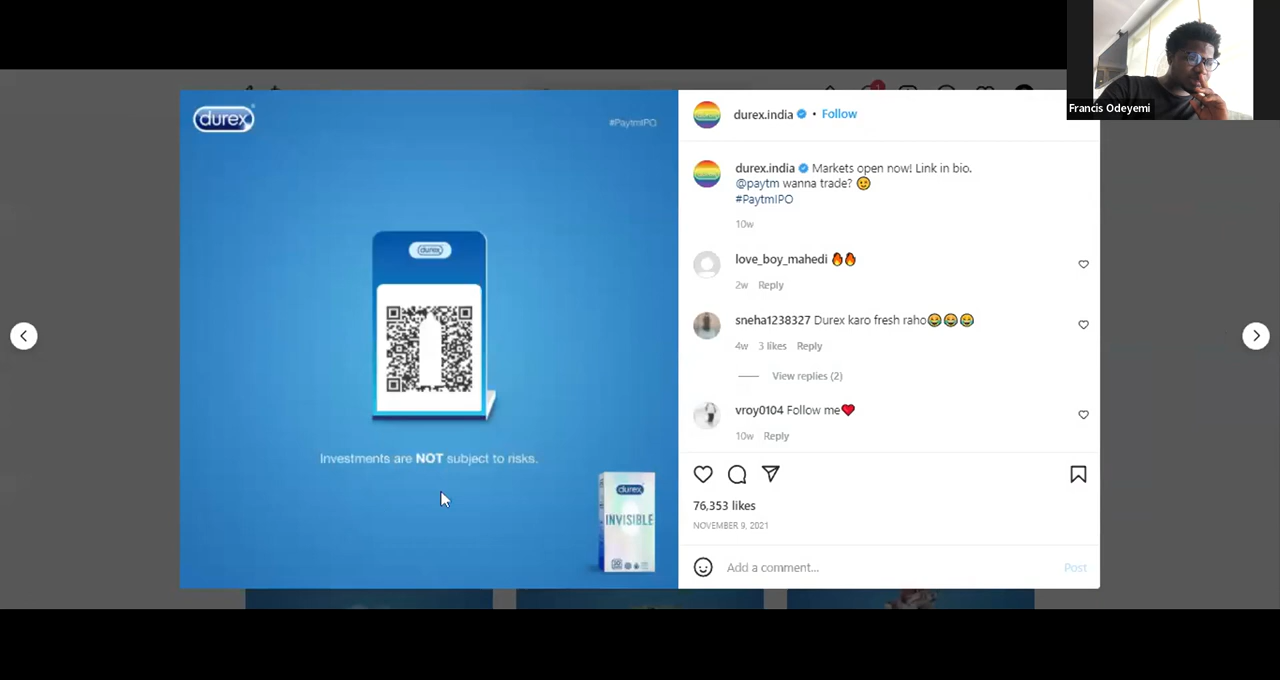 durex
#PaytmIPO
durex
Investments are NOT subject to risks.
durex
INVISIBLE
durex.india • Follow
durex.india Markets open now! Link in bio.
@paytm wanna trade? 😉
#PaytmIPO
10w
love_boy_mahedi 🔥🔥
2w Reply
sneha1238327 Durex karo fresh raho😂😂😂
4w 3 likes Reply
View replies (2)
vroy0104 Follow me❤️
10w Reply
76,353 likes
NOVEMBER 9, 2021
Add a comment...
Post
Francis Odeyemi